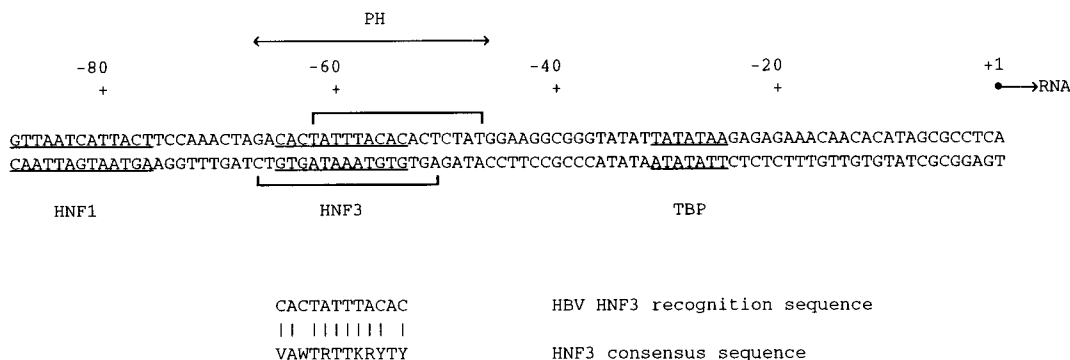 PH
-80 -60 -40 -20 +1
+ + + + RNA
GTTAATCATTACTTCCAAACTAGACACTATTTACACACTCTATGGAAGGCGGGTATATTATATAAGAGAGAAACAACACATAGCGCCTCA
CAATTAGTAATGAAGGTTTGATCTGTGATAAATGTGTGAGATACCTTCCGCCCATATAATATATTCTCTCTTTGTTGTGTATCGCGGAGT
HNF1 HNF3 TBP
CACTATTTACAC HBV HNF3 recognition sequence
|| ||||||| |
VAWTRTTKRYTY HNF3 consensus sequence